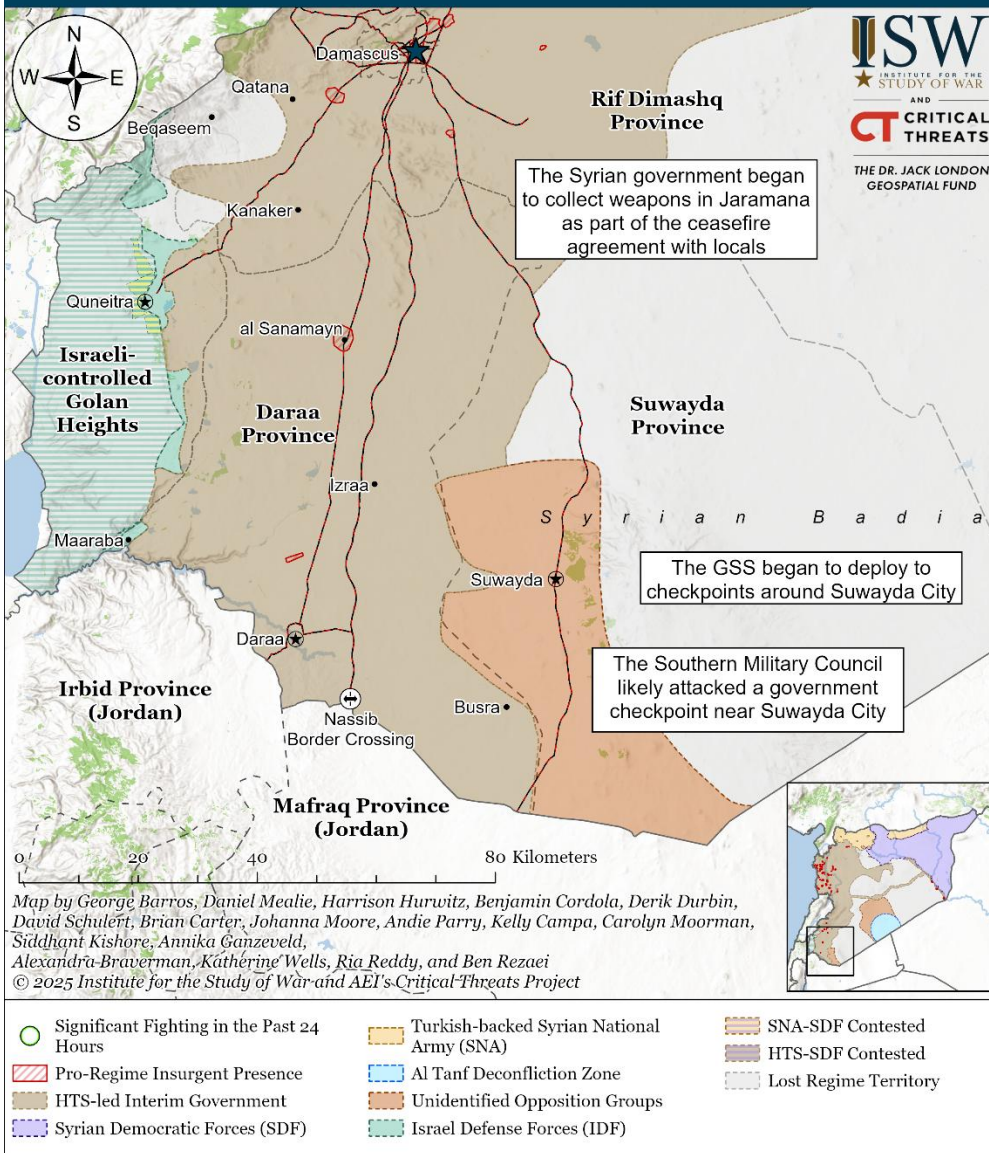 N
W E
S
Damascus
Qatana
Beqaseem
Rif Dimashq
Province
ISW
INSTITUTE FOR THE
STUDY OF WAR
AND
CT CRITICAL
THREATS
THE DR. JACK LONDON
GEOSPATIAL FUND
The Syrian government began
to collect weapons in Jaramana
as part of the ceasefire
agreement with locals
Kanaker
Quneitra
al Sanamayn
Israeli-
controlled
Golan
Heights
Daraa
Province
Suwayda
Province
Izraa
Syrian Badia
Maaraba
Suwayda
The GSS began to deploy to
checkpoints around Suwayda City
Daraa
The Southern Military Council
likely attacked a government
checkpoint near Suwayda City
Irbid Province
(Jordan)
Nassib
Border Crossing
Busra
Mafraq Province
(Jordan)
0 20 40 80 Kilometers
Map by George Barros, Daniel Mealie, Harrison Hurwitz, Benjamin Cordola, Derik Durbin,
David Schulert, Brian Carter, Johanna Moore, Andie Parry, Kelly Campa, Carolyn Moorman,
Siddhant Kishore, Annika Ganzeveld,
Alexandra Braverman, Katherine Wells, Ria Reddy, and Ben Rezaei
© 2025 Institute for the Study of War and AEI's Critical Threats Project
Significant Fighting in the Past 24
Hours
Pro-Regime Insurgent Presence
HTS-led Interim Government
Syrian Democratic Forces (SDF)
Turkish-backed Syrian National
Army (SNA)
Al Tanf Deconfliction Zone
Unidentified Opposition Groups
Israel Defense Forces (IDF)
SNA-SDF Contested
HTS-SDF Contested
Lost Regime Territory